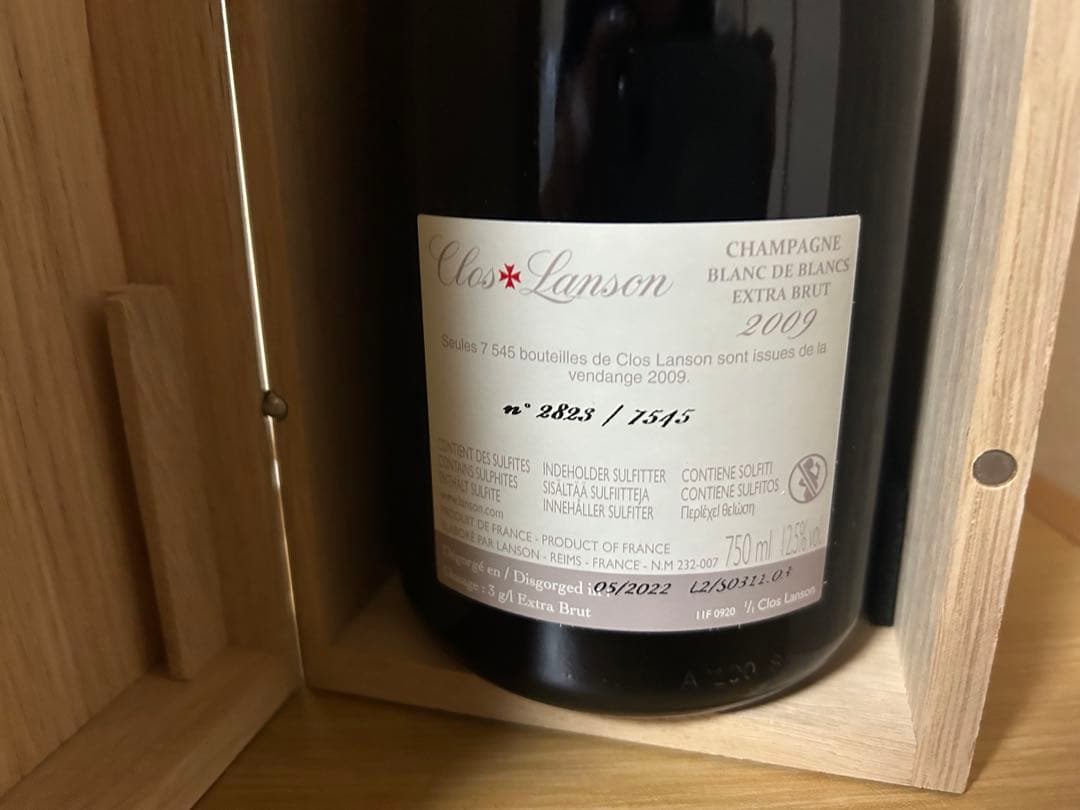 Clos Lanson
CHAMPAGNE
BLANC DE BLANCS
EXTRA BRUT
2009
Seules 7 545 bouteilles de Clos Lanson sont issues de la
vendange 2009.
n° 2823 / 7545
CONTIENT DES SULFITES
CONTAINS SULPHITES
ENTHÄLT SULFITE
www.lanson.com
INDEHOLDER SULFITTER
SISÄLTÄÄ SULFIITTEJA
INNEHÅLLER SULFITER
CONTIENE SOLFITI
CONTIENE SULFITOS
Περιέχει θειώδη
PRODUIT DE FRANCE - PRODUCT OF FRANCE
ELABORÉ PAR LANSON - REIMS - FRANCE - N.M 232-007
750 ml 12,5% vol
Dégorgé en / Disgorged in : 05/2022 L2/S0311.03
Dosage : 3 g/l Extra Brut
11F0920 1/1 Clos Lanson